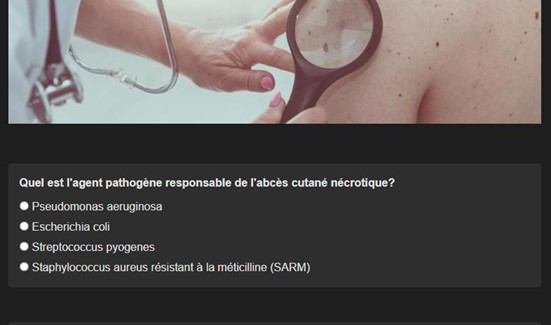 Quel est l'agent pathogène responsable de l'abcès cutané nécrotique?
Pseudomonas aeruginosa
Escherichia coli
Streptococcus pyogenes
Staphylococcus aureus résistant à la méticilline (SARM)